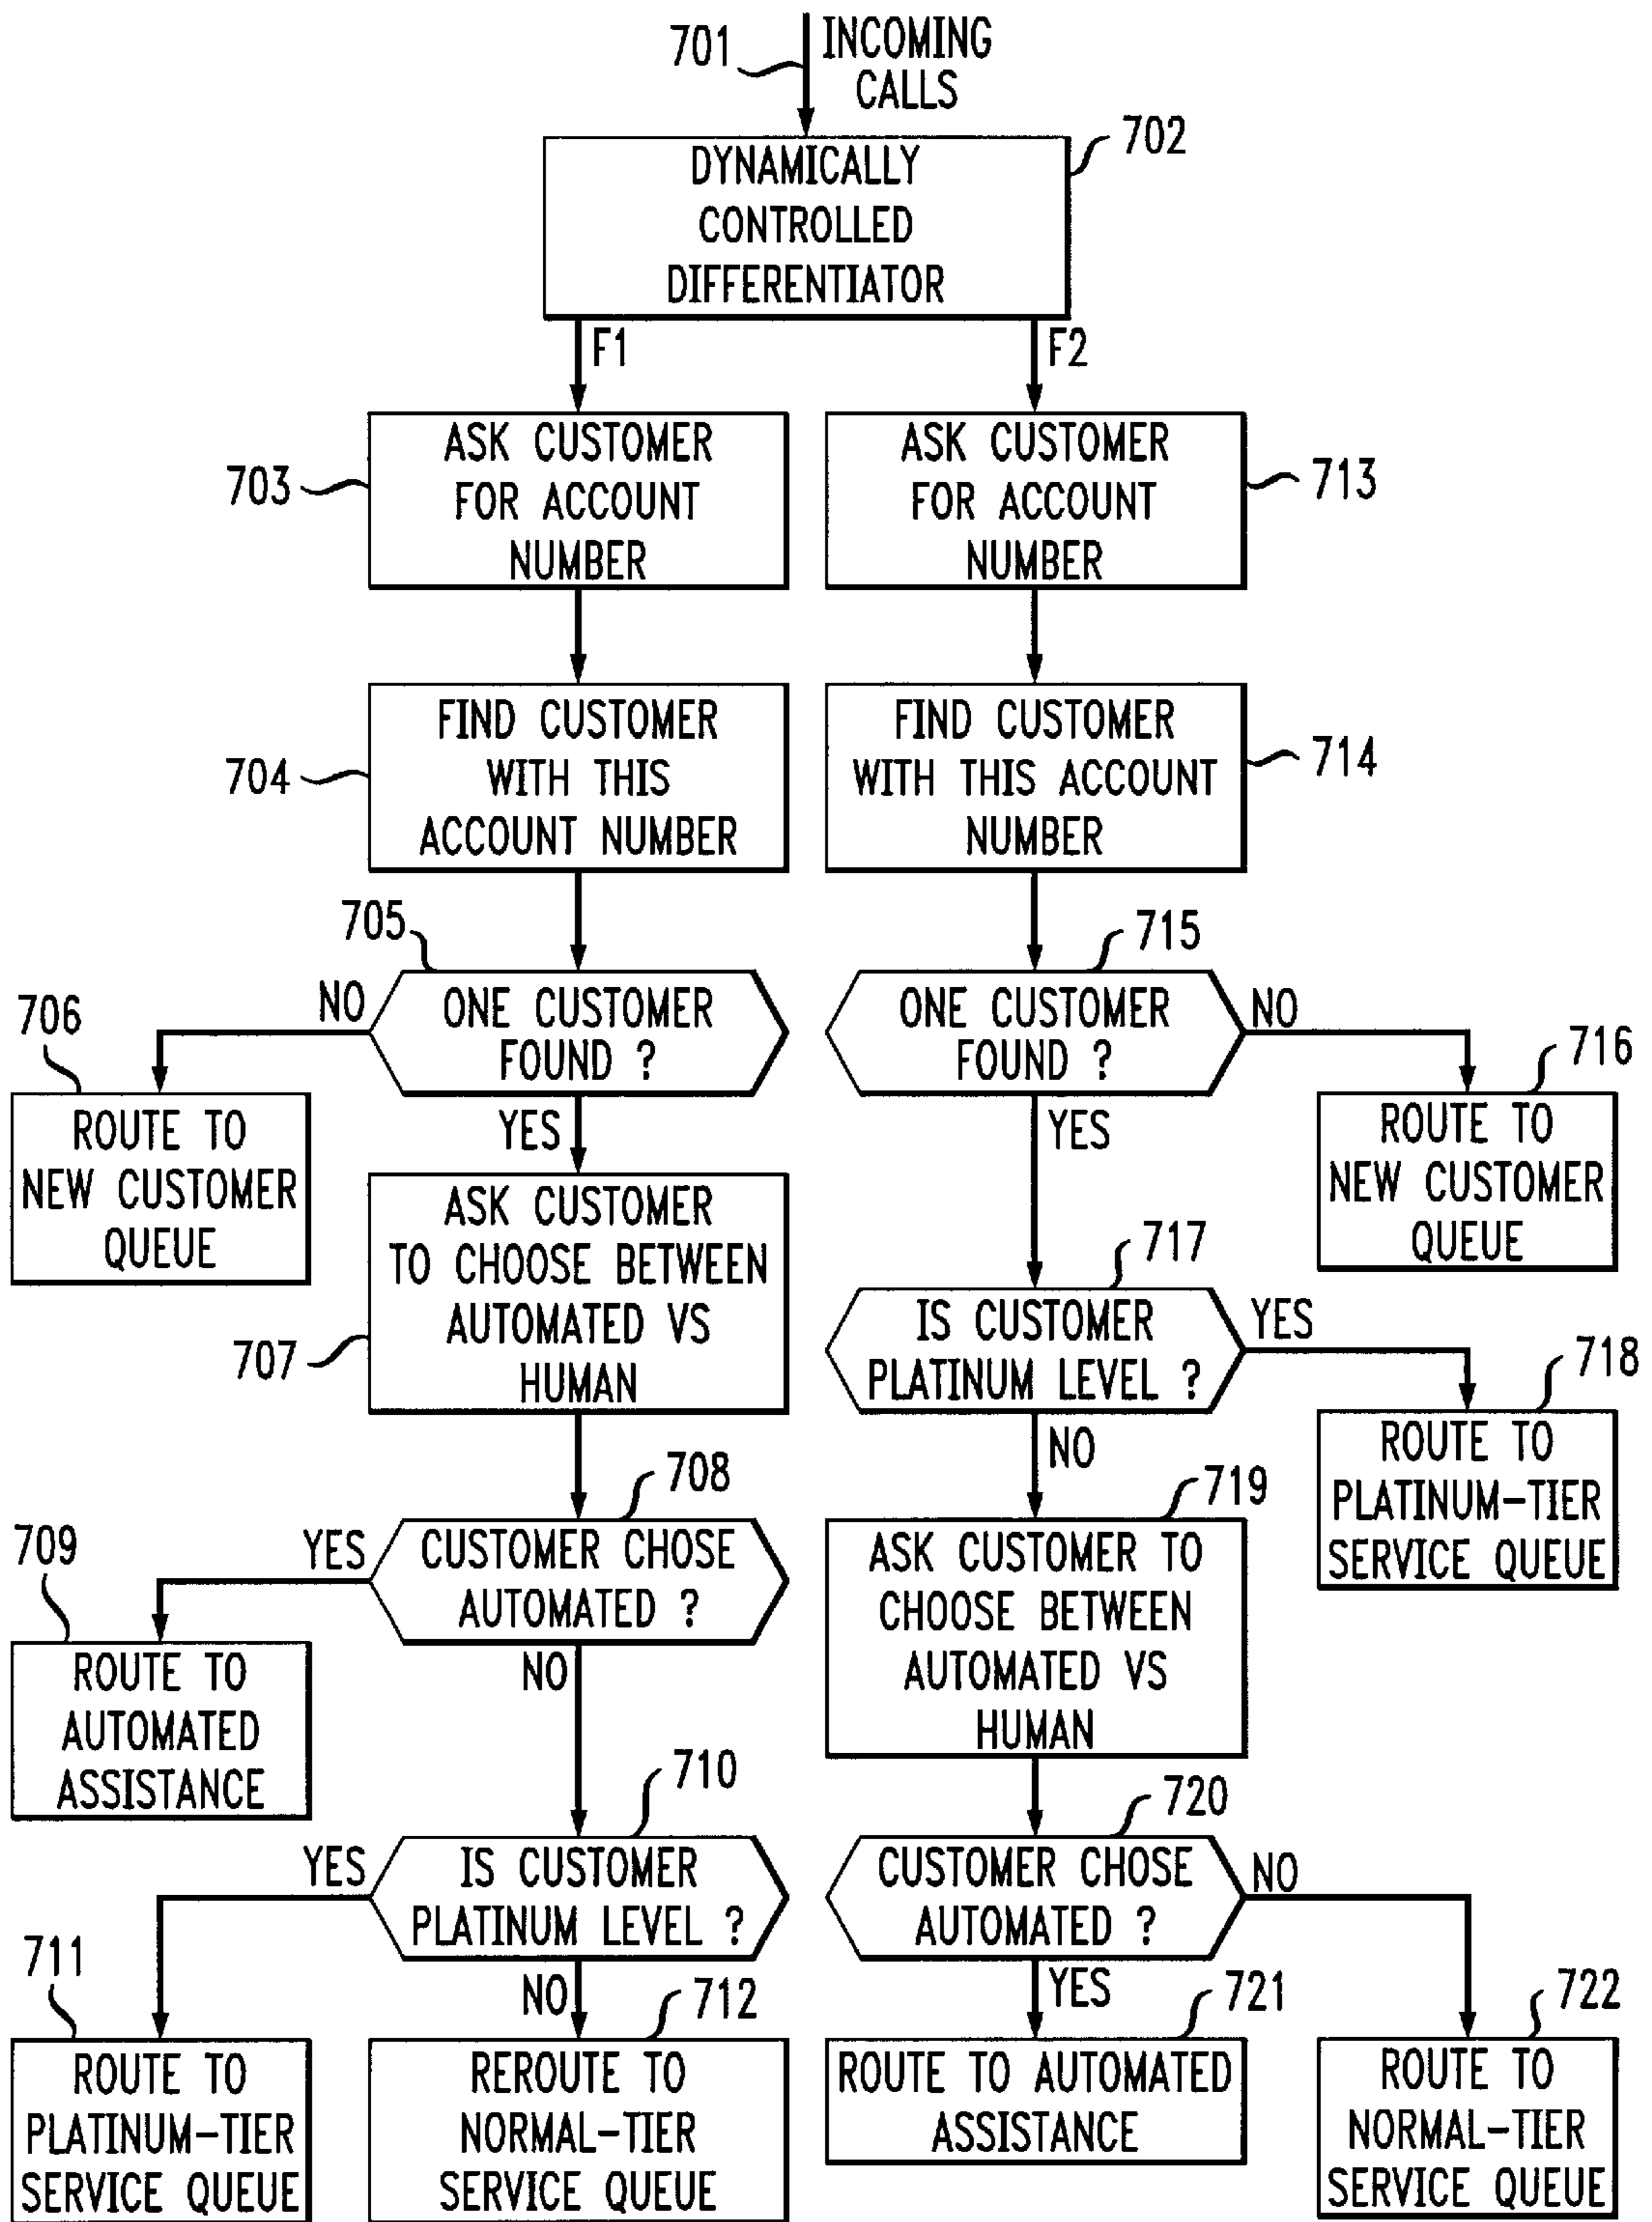 701
INCOMING
CALLS
702
DYNAMICALLY
CONTROLLED
DIFFERENTIATOR
F1
F2
703
ASK CUSTOMER
FOR ACCOUNT
NUMBER
ASK CUSTOMER
FOR ACCOUNT
NUMBER
713
704
FIND CUSTOMER
WITH THIS
ACCOUNT NUMBER
FIND CUSTOMER
WITH THIS ACCOUNT
NUMBER
714
705
715
NO
ONE CUSTOMER
FOUND ?
ONE CUSTOMER
FOUND ?
NO
706
716
YES
YES
ROUTE TO
NEW CUSTOMER
QUEUE
ROUTE TO
NEW CUSTOMER
QUEUE
707
ASK CUSTOMER
TO CHOOSE BETWEEN
AUTOMATED VS
HUMAN
717
IS CUSTOMER
PLATINUM LEVEL ?
YES
718
NO
ROUTE TO
PLATINUM-TIER
SERVICE QUEUE
708
719
709
YES
CUSTOMER CHOSE
AUTOMATED ?
NO
ASK CUSTOMER TO
CHOOSE BETWEEN
AUTOMATED VS
HUMAN
ROUTE TO
AUTOMATED
ASSISTANCE
710
720
YES
IS CUSTOMER
PLATINUM LEVEL ?
CUSTOMER CHOSE
AUTOMATED ?
NO
711
NO
712
YES
721
722
ROUTE TO
PLATINUM-TIER
SERVICE QUEUE
REROUTE TO
NORMAL-TIER
SERVICE QUEUE
ROUTE TO AUTOMATED
ASSISTANCE
ROUTE TO
NORMAL-TIER
SERVICE QUEUE